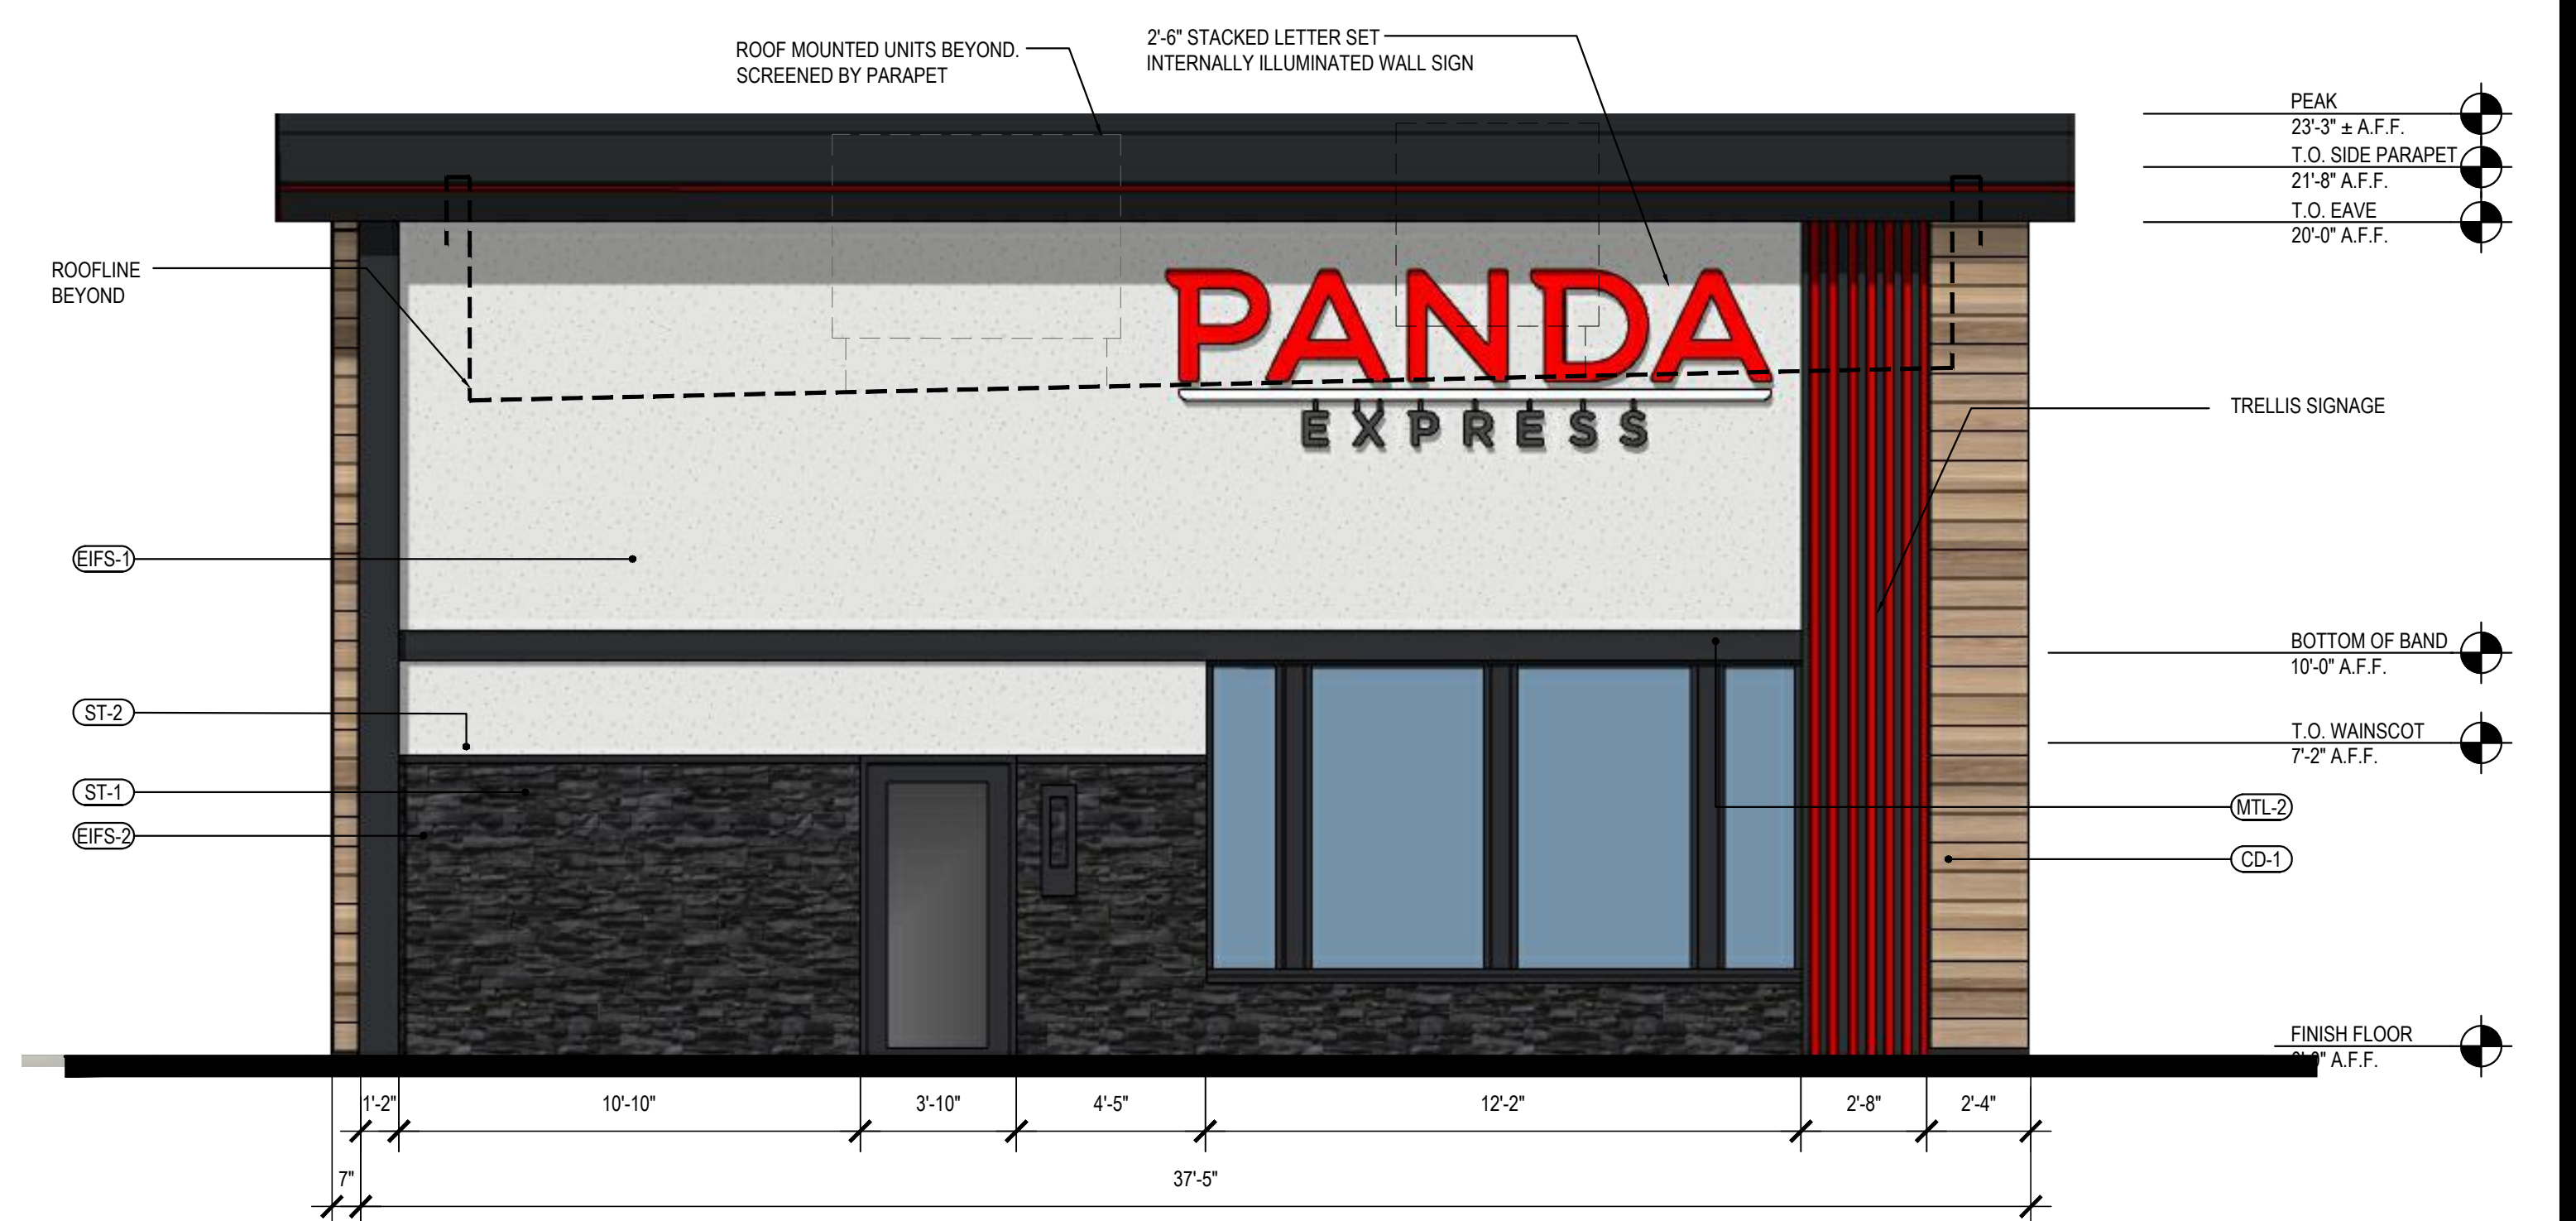 ROOF MOUNTED UNITS BEYOND.
SCREENED BY PARAPET
2'-6" STACKED LETTER SET
INTERNALLY ILLUMINATED WALL SIGN
PEAK
23'-3" ± A.F.F.
T.O. SIDE PARAPET
21'-8" A.F.F.
T.O. EAVE
20'-0" A.F.F.
ROOFLINE
BEYOND
PANDA
EXPRESS
TRELLIS SIGNAGE
EIFS-1
BOTTOM OF BAND
10'-0" A.F.F.
ST-2
T.O. WAINSCOT
7'-2" A.F.F.
ST-1
MTL-2
EIFS-2
CD-1
FINISH FLOOR
A.F.F.
1'-2"
10'-10"
3'-10"
4'-5"
12'-2"
2'-8"
2'-4"
7"
37'-5"